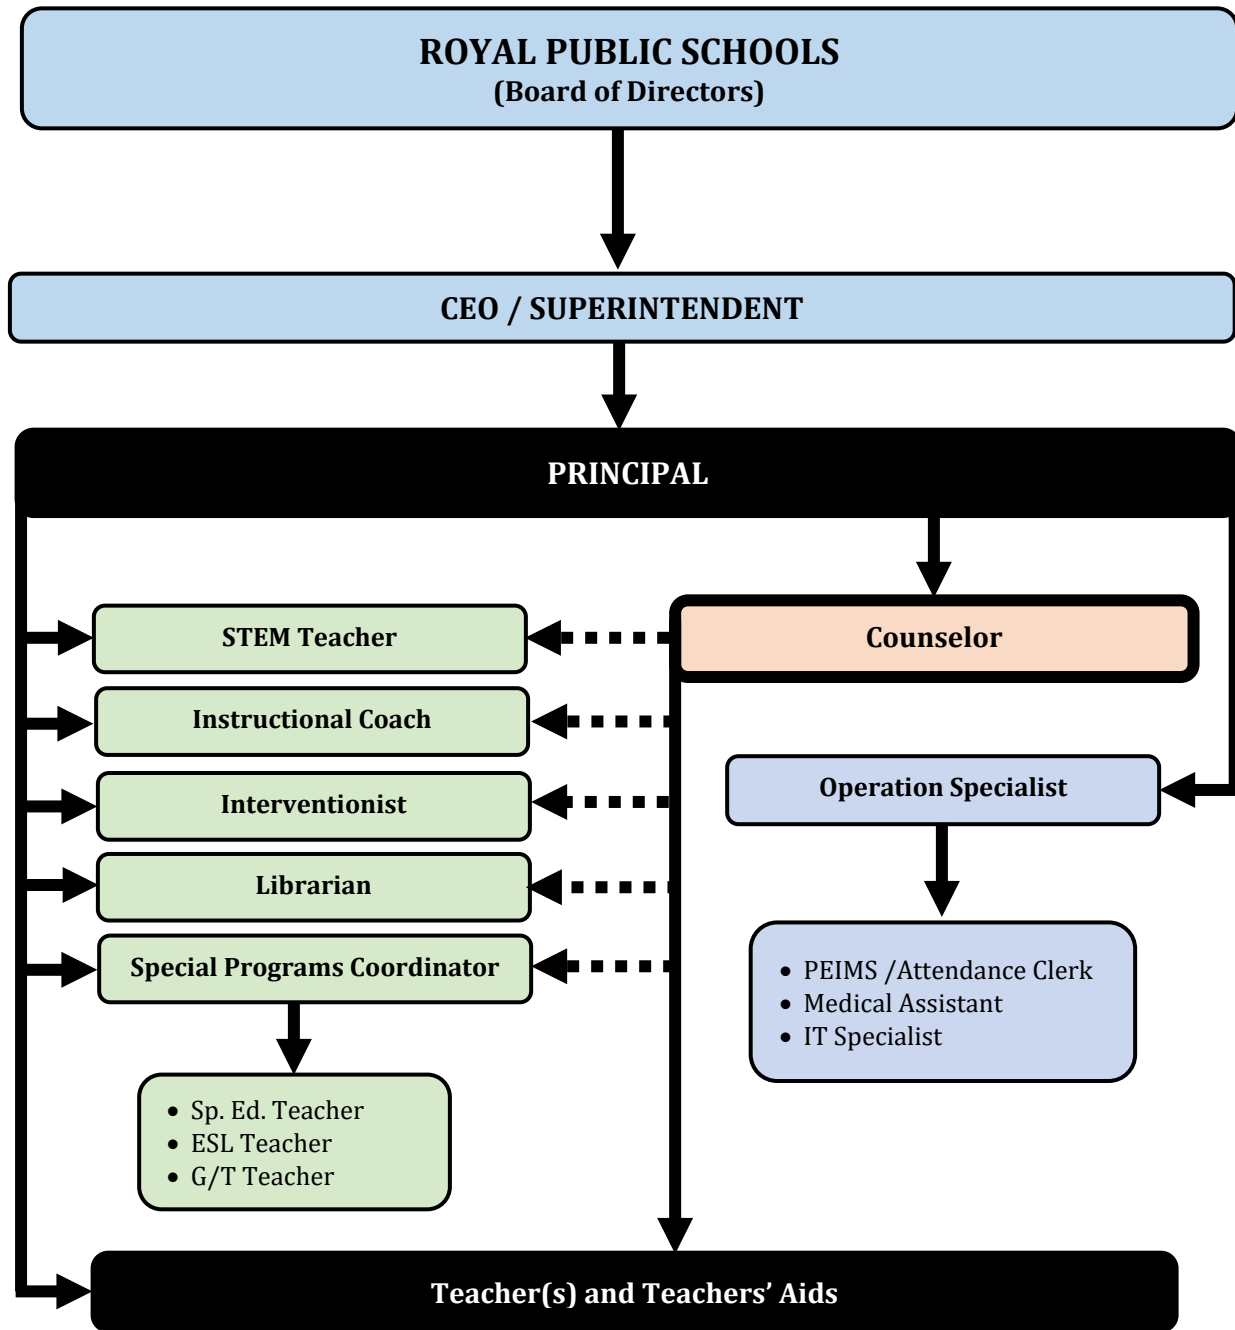 ROYAL PUBLIC SCHOOLS
(Board of Directors)
CEO / SUPERINTENDENT
PRINCIPAL
STEM Teacher
Counselor
Instructional Coach
Operation Specialist
Interventionist
Librarian
Special Programs Coordinator
• PEIMS /Attendance Clerk
• Medical Assistant
• IT Specialist
• Sp. Ed. Teacher
• ESL Teacher
• G/T Teacher
Teacher(s) and Teachers’ Aids